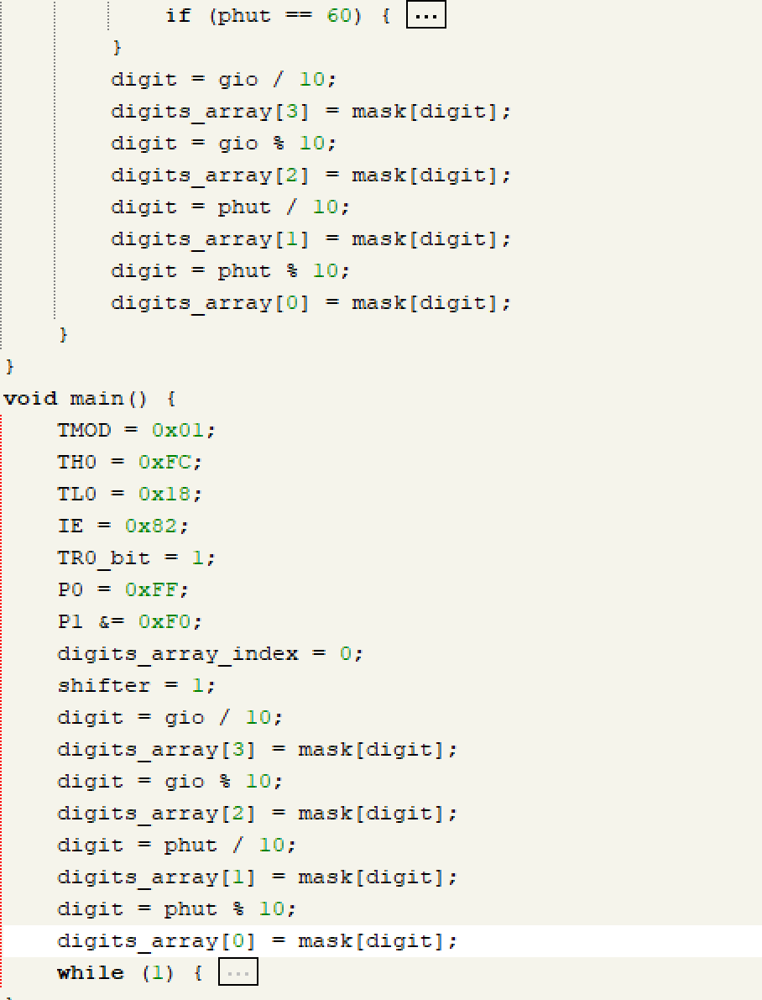 if (phut == 60) { ...
}
digit = gio / 10;
digits_array[3] = mask[digit];
digit = gio % 10;
digits_array[2] = mask[digit];
digit = phut / 10;
digits_array[1] = mask[digit];
digit = phut % 10;
digits_array[0] = mask[digit];
}
}
void main() {
TMOD = 0x01;
TH0 = 0xFC;
TL0 = 0x18;
IE = 0x82;
TR0_bit = 1;
P0 = 0xFF;
P1 &= 0xF0;
digits_array_index = 0;
shifter = 1;
digit = gio / 10;
digits_array[3] = mask[digit];
digit = gio % 10;
digits_array[2] = mask[digit];
digit = phut / 10;
digits_array[1] = mask[digit];
digit = phut % 10;
digits_array[0] = mask[digit];
while (1) { ...